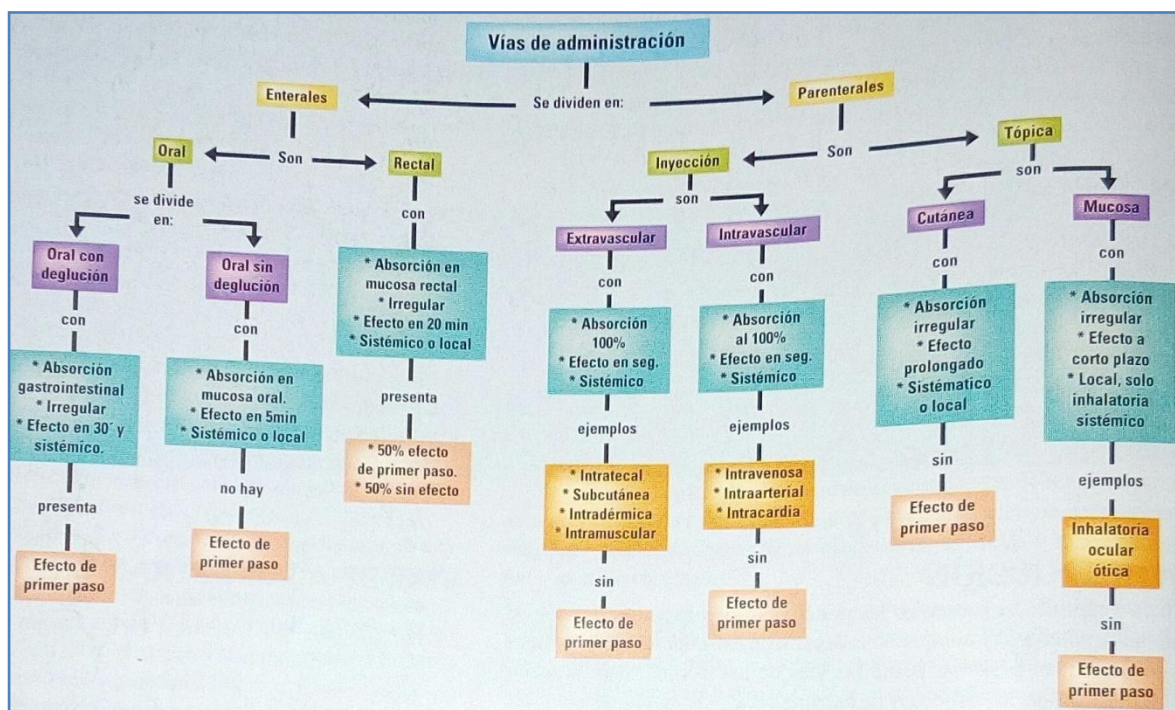 Vías de administración
Se dividen en:
Enterales
Parenterales
Son
Oral
Rectal
se divide
en:
Oral con
deglución
con
* Absorción
gastrointestinal
* Irregular
* Efecto en 30´ y
sistémico.
presenta
Efecto de
primer paso
Oral sin
deglución
con
* Absorción en
mucosa oral.
* Efecto en 5min
* Sistémico o local
no hay
Efecto de
primer paso
con
* Absorción en
mucosa rectal
* Irregular
* Efecto en 20 min
* Sistémico o local
presenta
* 50% efecto
de primer paso.
* 50% sin efecto
Son
Inyección
Tópica
son
Extravascular
con
* Absorción
100%
* Efecto en seg.
* Sistémico
ejemplos
* Intratecal
* Subcutánea
* Intradérmica
* Intramuscular
sin
Efecto de
primer paso
Intravascular
con
* Absorción
al 100%
* Efecto en seg.
* Sistémico
ejemplos
* Intravenosa
* Intraarterial
* Intracardia
sin
Efecto de
primer paso
son
Cutánea
con
* Absorción
irregular
* Efecto
prolongado
* Sistématico
o local
sin
Efecto de
primer paso
Mucosa
con
* Absorción
irregular
* Efecto a
corto plazo
* Local, solo
inhalatoria
sistémico
ejemplos
Inhalatoria
ocular
ótica
sin
Efecto de
primer paso